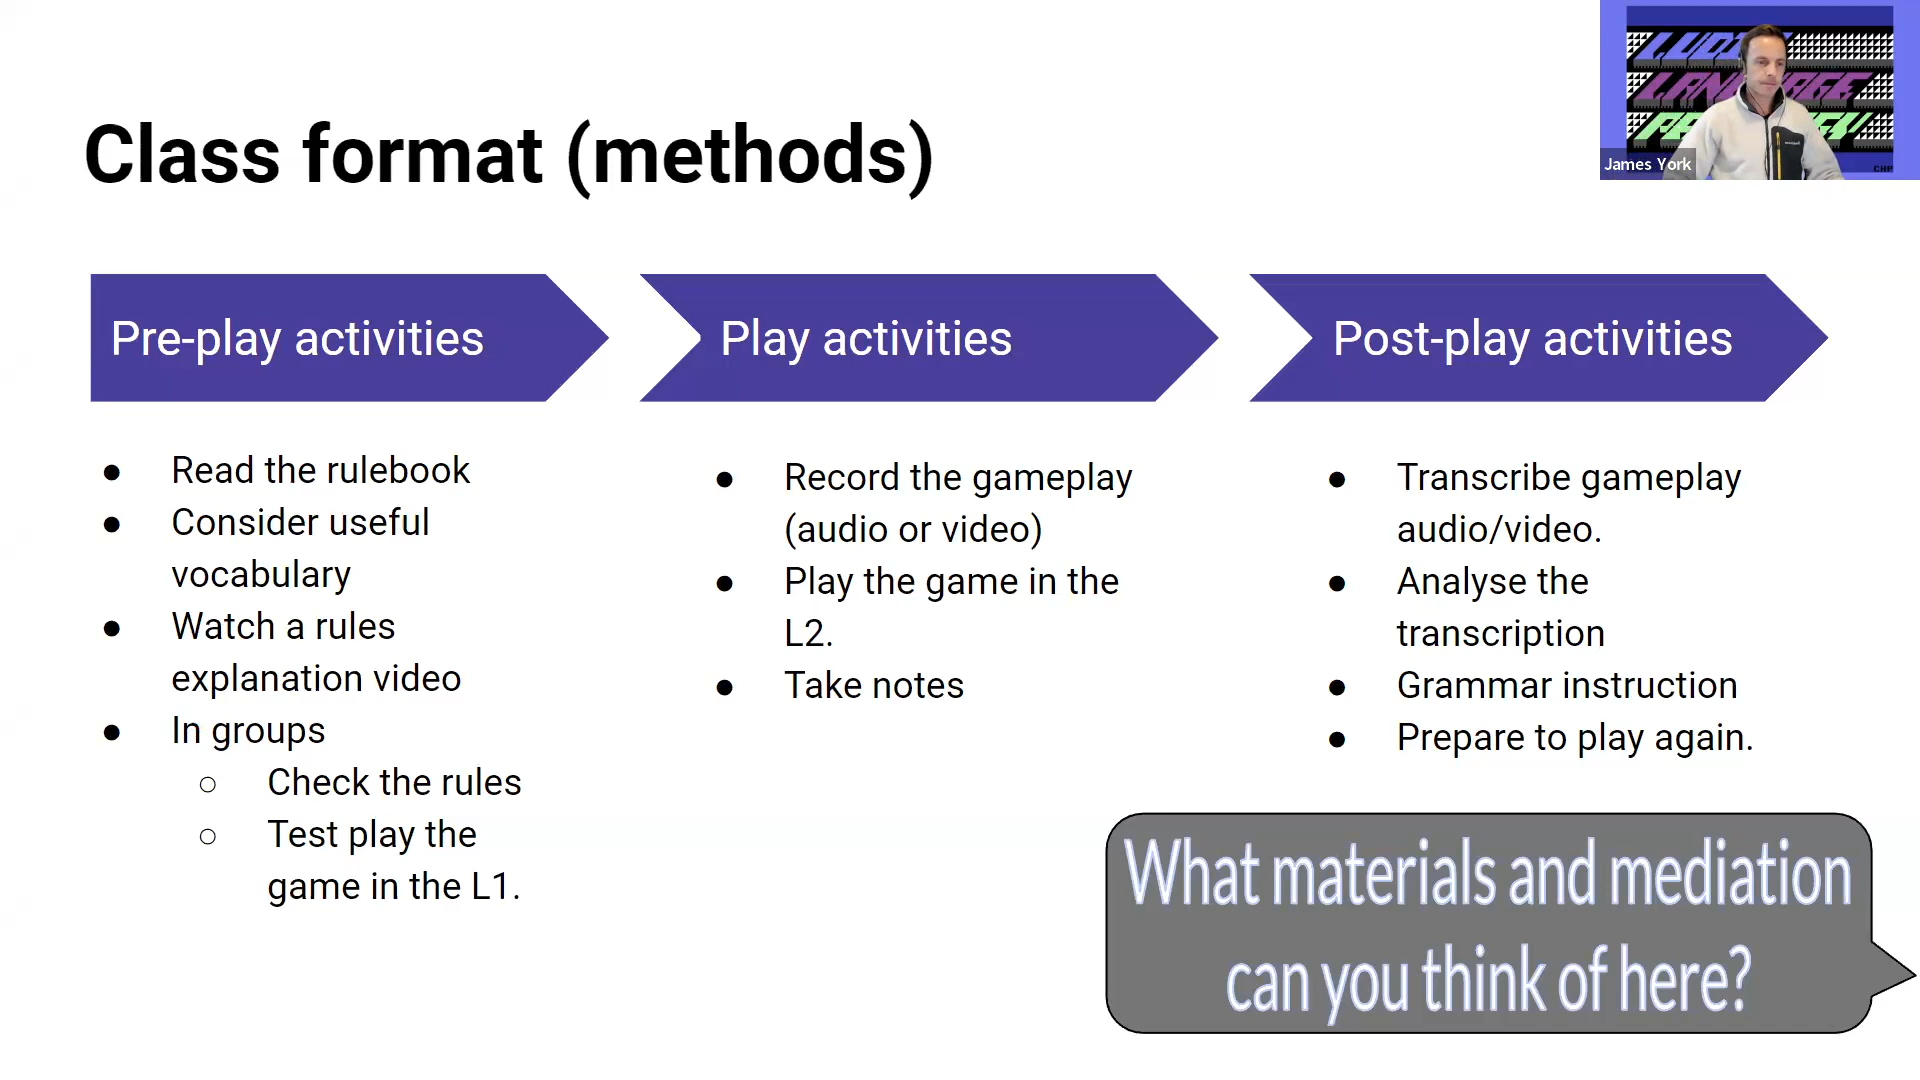 Class format (methods)
James York
LUDIC
LANGUAGE
Pre-play activities
Play activities
Post-play activities
● Read the rulebook
● Consider useful
vocabulary
● Watch a rules
explanation video
● In groups
○ Check the rules
○ Test play the
game in the L1.
● Record the gameplay
(audio or video)
● Play the game in the
L2.
● Take notes
● Transcribe gameplay
audio/video.
● Analyse the
transcription
● Grammar instruction
● Prepare to play again.
What materials and mediation
can you think of here?